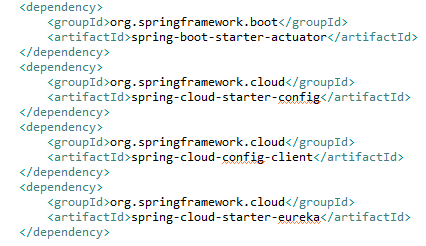 <dependency>
<groupId>org.springframework.boot</groupId>
<artifactId>spring-boot-starter-actuator</artifactId>
</dependency>
<dependency>
<groupId>org.springframework.cloud</groupId>
<artifactId>spring-cloud-starter-config</artifactId>
</dependency>
<dependency>
<groupId>org.springframework.cloud</groupId>
<artifactId>spring-cloud-config-client</artifactId>
</dependency>
<dependency>
<groupId>org.springframework.cloud</groupId>
<artifactId>spring-cloud-starter-eureka</artifactId>
</dependency>